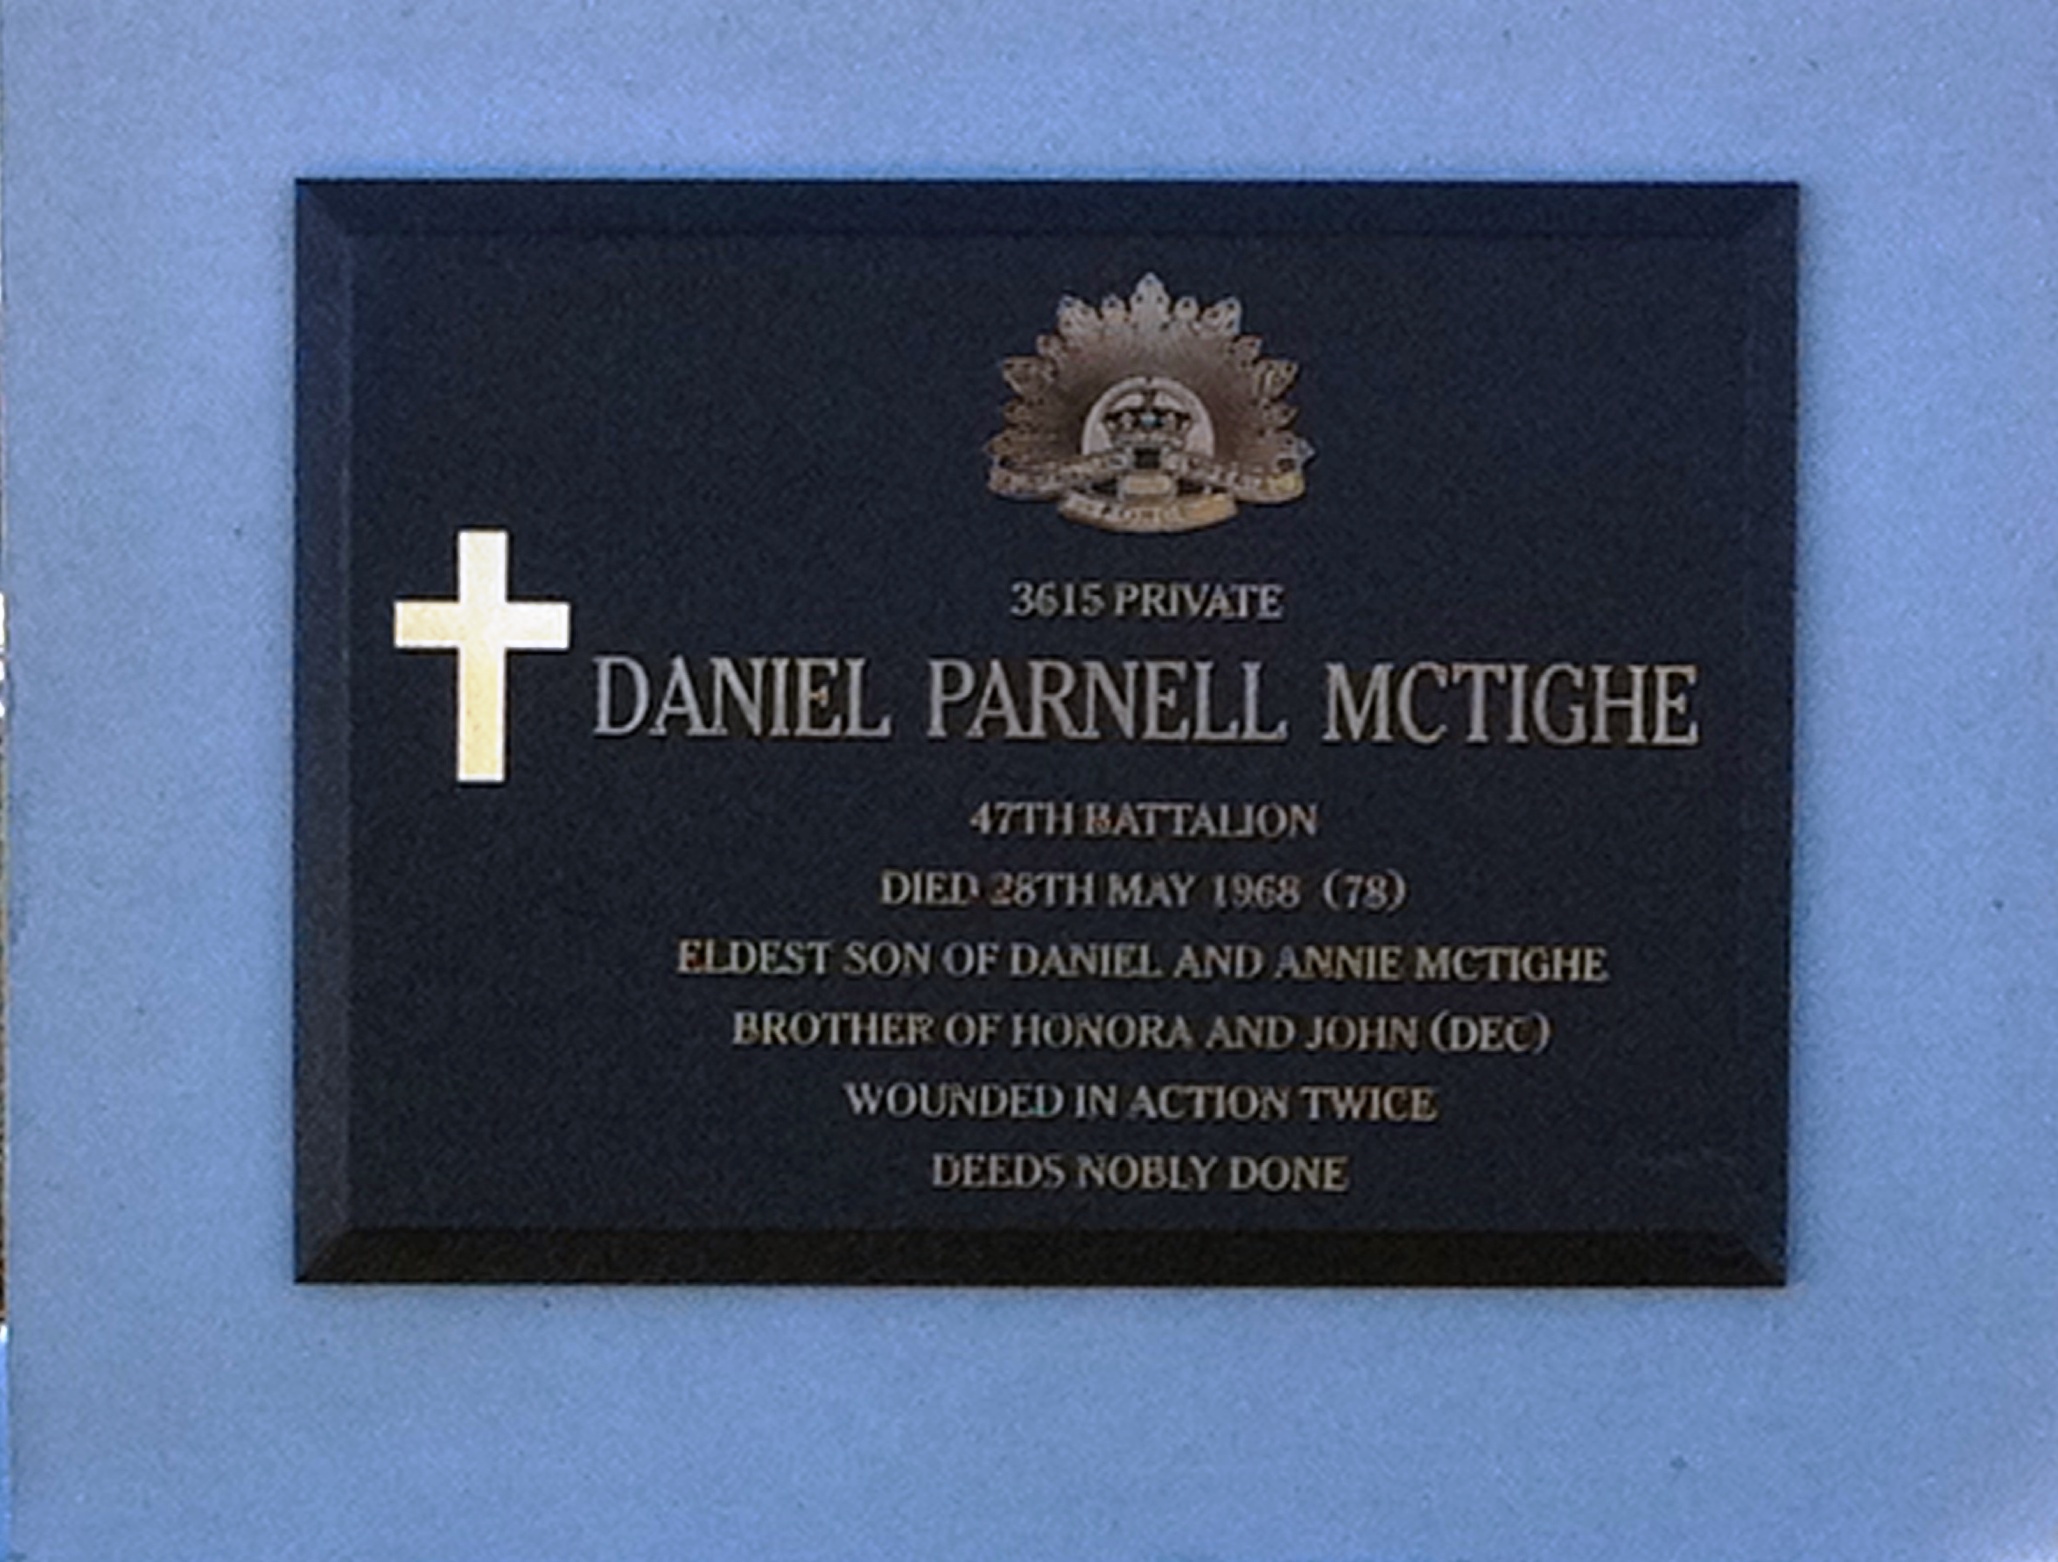 3615 PRIVATE
DANIEL PARNELL MCTIGHE
47TH BATTALION
DIED 28TH MAY 1968 (78)
ELDEST SON OF DANIEL AND ANNIE MCTIGHE
BROTHER OF HONORA AND JOHN (DEC)
WOUNDED IN ACTION TWICE
DEEDS NOBLY DONE